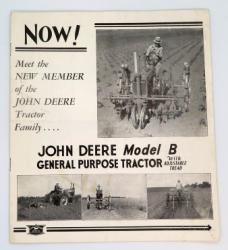 NOW!
Meet the
NEW MEMBER
of the
JOHN DEERE
Tractor
Family....
JOHN DEERE Model B
GENERAL PURPOSE TRACTOR WITH
ADJUSTABLE
TREAD